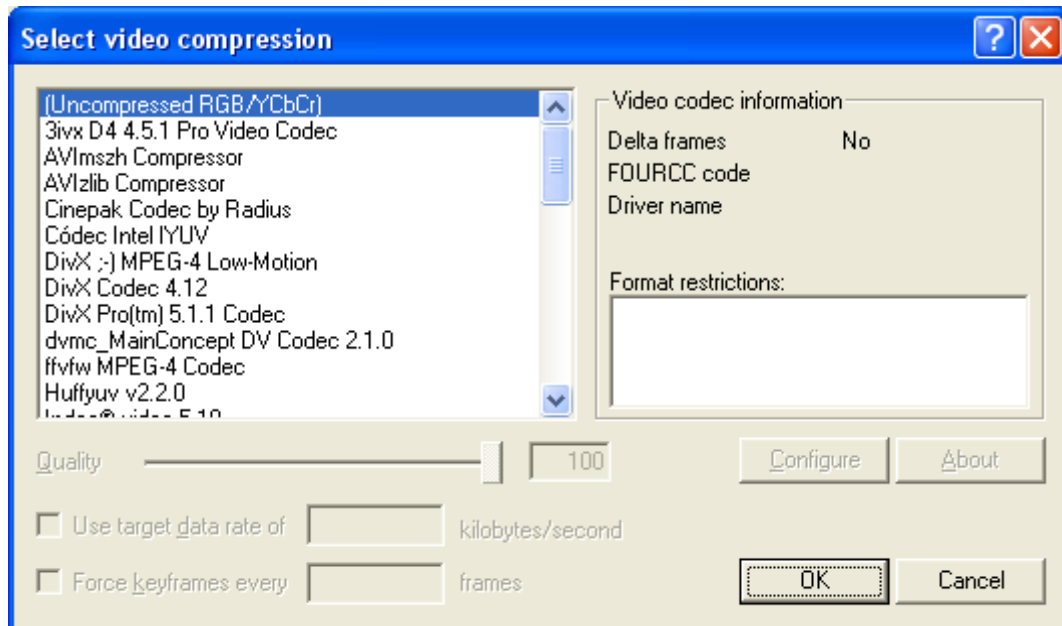 Select video compression
(Uncompressed RGB/YCbCr)
3ivx D4 4.5.1 Pro Video Codec
AVImszh Compressor
AVIzlib Compressor
Cinepak Codec by Radius
Códec Intel IYUV
DivX ;-) MPEG-4 Low-Motion
DivX Codec 4.12
DivX Pro(tm) 5.1.1 Codec
dvmc_MainConcept DV Codec 2.1.0
ffvfw MPEG-4 Codec
Huffyuv v2.2.0
Indeo® video 5.10
Video codec information
Delta frames No
FOURCC code
Driver name
Format restrictions:
Quality 100
Configure About
Use target data rate of kilobytes/second
Force keyframes every frames
OK Cancel